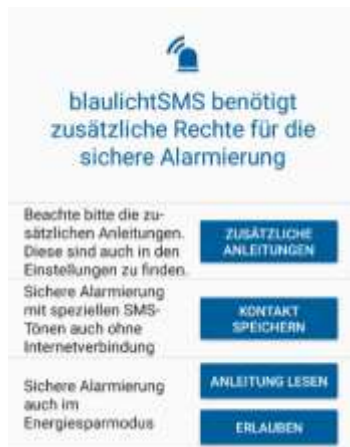 blaulichtSMS benötigt
zusätzliche Rechte für die
sichere Alarmierung
Beachte bitte die zu-
sätzlichen Anleitungen.
Diese sind auch in den
Einstellungen zu finden.
ZUSÄTZLICHE
ANLEITUNGEN
Sichere Alarmierung
mit speziellen SMS-
Tönen auch ohne
Internetverbindung
KONTAKT
SPEICHERN
Sichere Alarmierung
auch im
Energiesparmodus
ANLEITUNG LESEN
ERLAUBEN